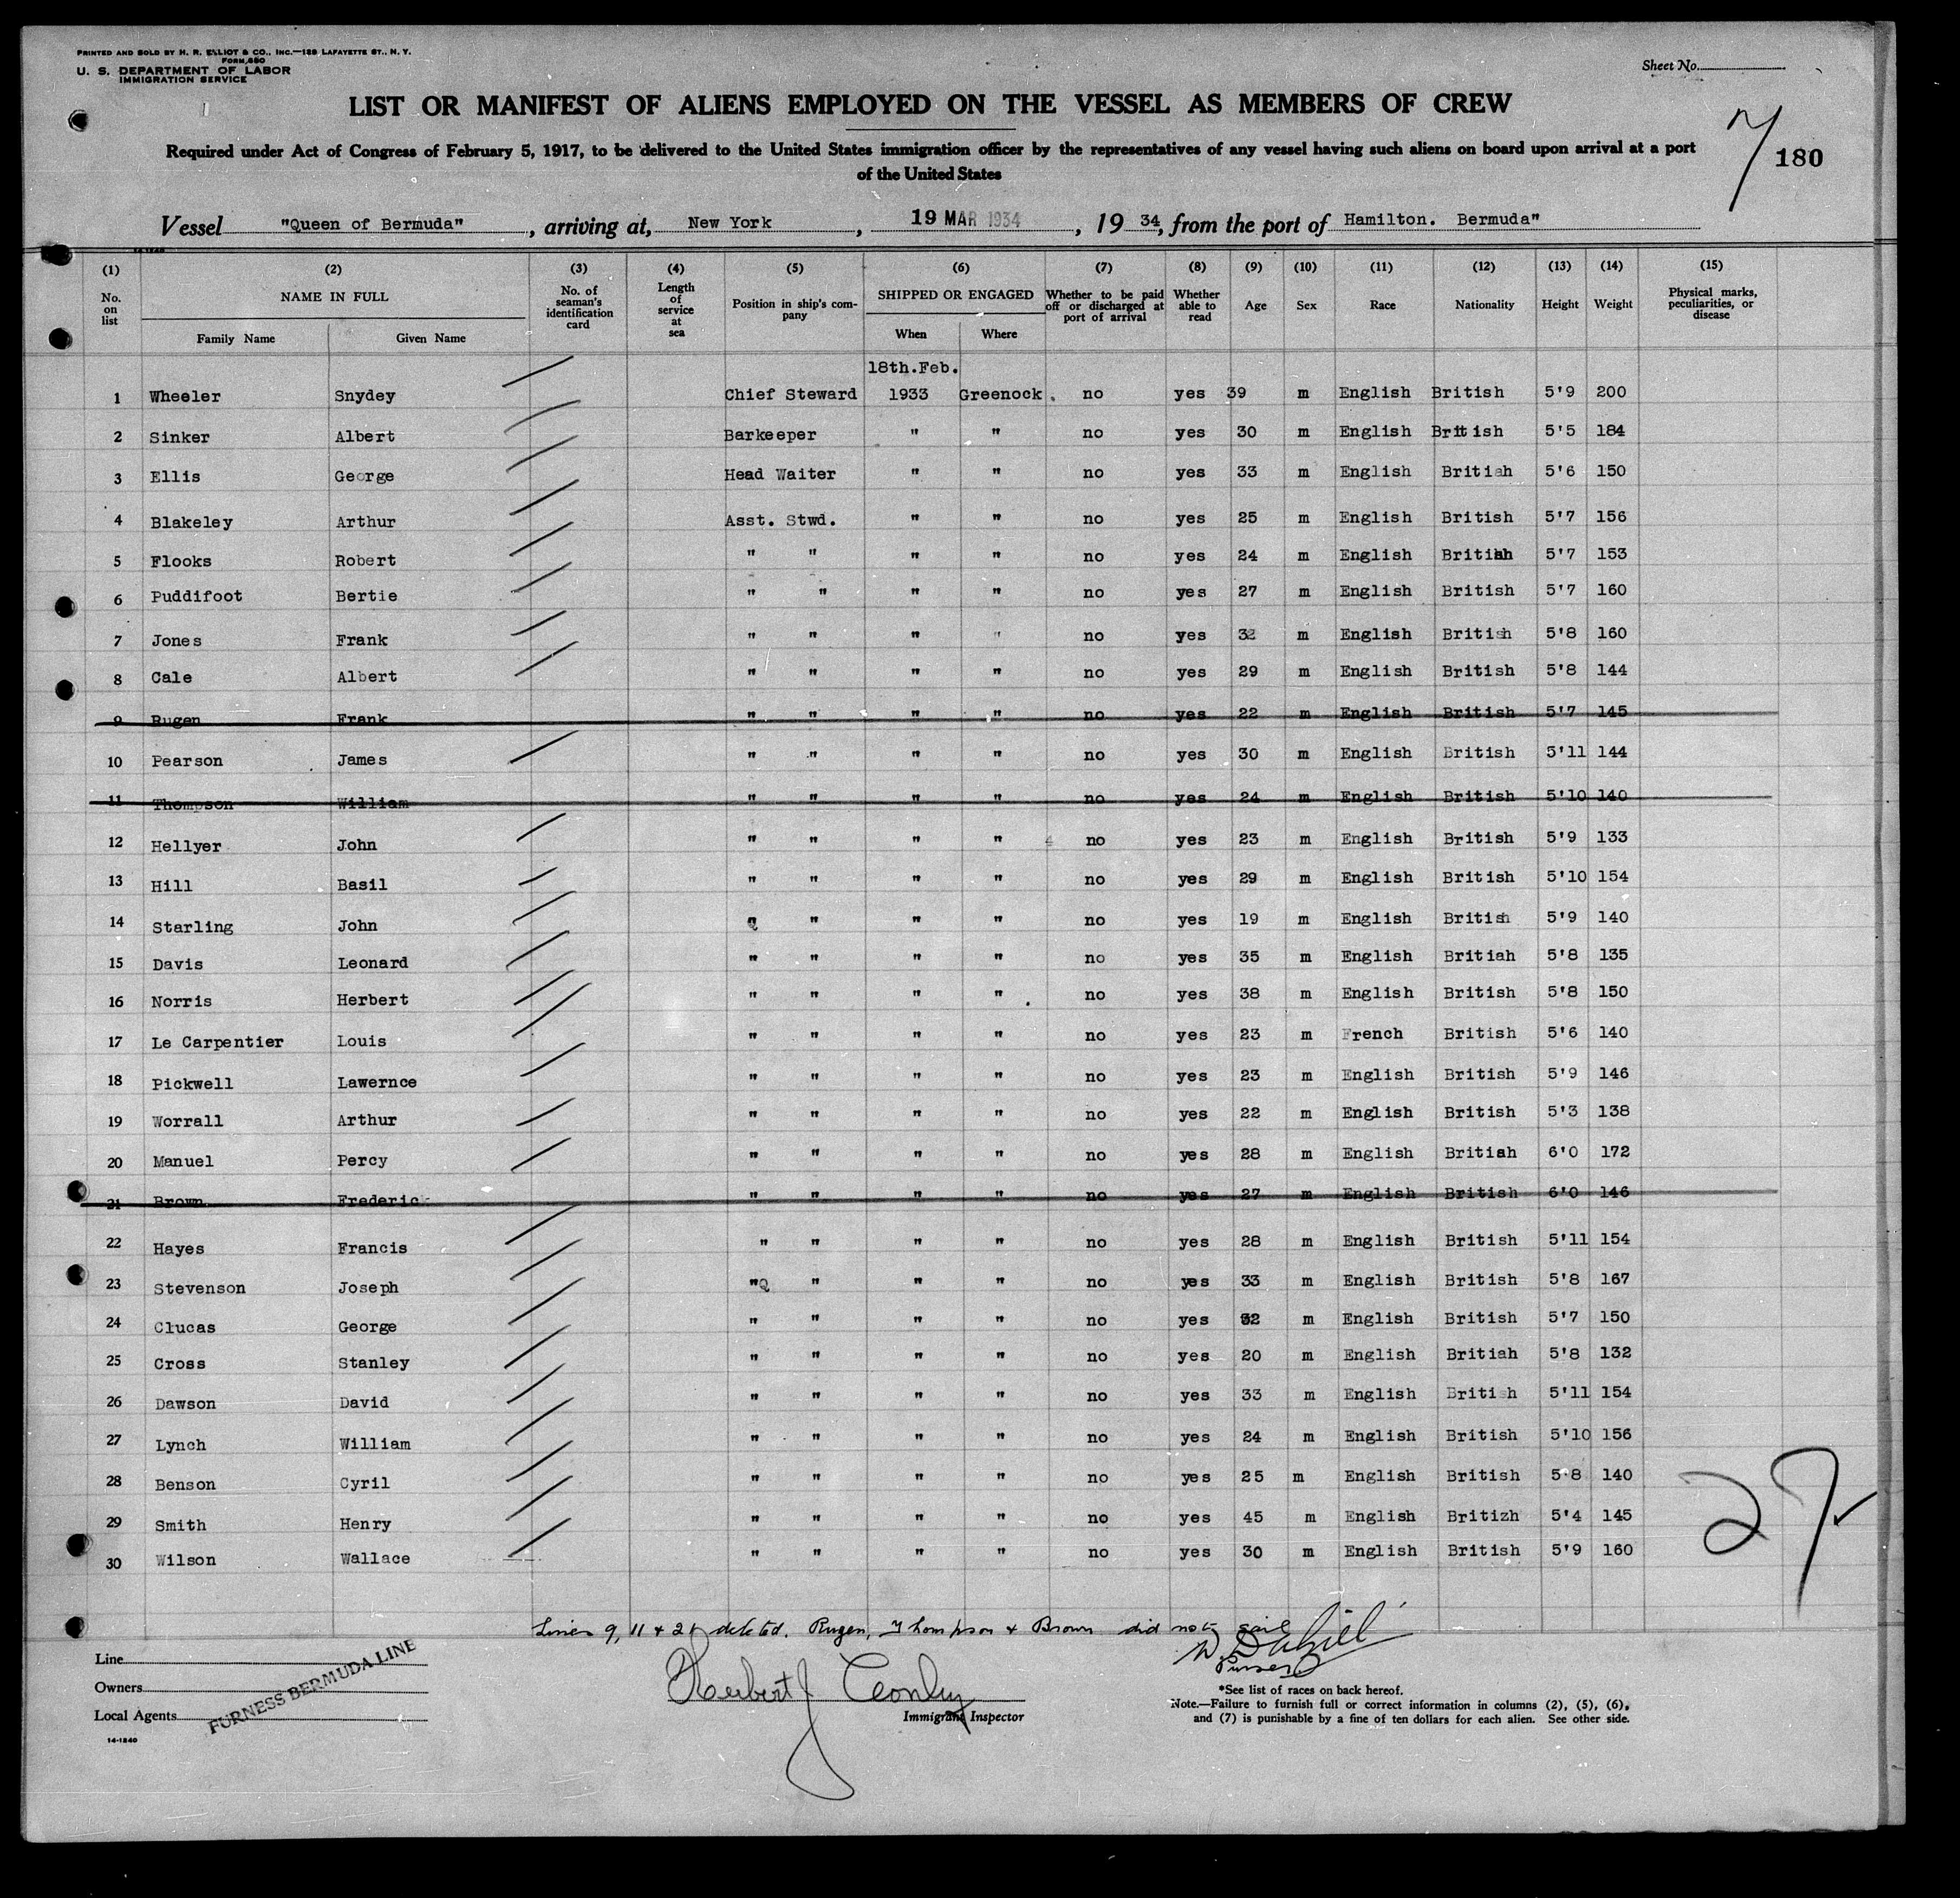 PRINTED AND SOLD BY H. R. ELLIOT & CO., INC.—128 LAFAYETTE ST., N. Y.
FORM 680
U. S. DEPARTMENT OF LABOR
IMMIGRATION SERVICE
Sheet No.
LIST OR MANIFEST OF ALIENS EMPLOYED ON THE VESSEL AS MEMBERS OF CREW
7/
180
Required under Act of Congress of February 5, 1917, to be delivered to the United States immigration officer by the representatives of any vessel having such aliens on board upon arrival at a port
of the United States
Vessel "Queen of Bermuda", arriving at, New York, 19 MAR 1934, 19 34, from the port of Hamilton. Bermuda"
14-1240
(1) (2) (3) (4) (5) (6) (7) (8) (9) (10) (11) (12) (13) (14) (15)
No. on list NAME IN FULL Family Name Given Name No. of seaman's identification card Length of service at sea Position in ship's company SHIPPED OR ENGAGED When Where Whether to be paid off or discharged at port of arrival Whether able to read Age Sex Race Nationality Height Weight Physical marks, peculiarities, or disease
18th.Feb.
1 Wheeler Snydey Chief Steward 1933 Greenock. no yes 39 m English British 5'9 200
2 Sinker Albert Barkeeper " " no yes 30 m English British 5'5 184
3 Ellis George Head Waiter " " no yes 33 m English British 5'6 150
4 Blakeley Arthur Asst. Stwd. " " no yes 25 m English British 5'7 156
5 Flooks Robert " " " " no yes 24 m English British 5'7 153
6 Puddifoot Bertie " " " " no yes 27 m English British 5'7 160
7 Jones Frank " " " " no yes 32 m English British 5'8 160
8 Cale Albert " " " " no yes 29 m English British 5'8 144
9 Rugen Frank " " " " no yes 22 m English British 5'7 145
10 Pearson James " " " " no yes 30 m English British 5'11 144
11 Thompson William " " " " no yes 24 m English British 5'10 140
12 Hellyer John " " " " no yes 23 m English British 5'9 133
13 Hill Basil " " " " no yes 29 m English British 5'10 154
14 Starling John " " " " no yes 19 m English British 5'9 140
15 Davis Leonard " " " " no yes 35 m English Britiah 5'8 135
16 Norris Herbert " " " " no yes 38 m English British 5'8 150
17 Le Carpentier Louis " " " " no yes 23 m French British 5'6 140
18 Pickwell Lawernce " " " " no yes 23 m English British 5'9 146
19 Worrall Arthur " " " " no yes 22 m English British 5'3 138
20 Manuel Percy " " " " no yes 28 m English British 6'0 172
21 Brown Frederick " " " " no yes 27 m English British 6'0 146
22 Hayes Francis " " " " no yes 28 m English British 5'11 154
23 Stevenson Joseph " " " " no yes 33 m English British 5'8 167
24 Clucas George " " " " no yes 32 m English British 5'7 150
25 Cross Stanley " " " " no yes 20 m English Britiah 5'8 132
26 Dawson David " " " " no yes 33 m English British 5'11 154
27 Lynch William " " " " no yes 24 m English British 5'10 156
28 Benson Cyril " " " " no yes 25 m English British 5'8 140
29 Smith Henry " " " " no yes 45 m English Britizh 5'4 145
30 Wilson Wallace " " " " no yes 30 m English British 5'9 160
27
Lines 9, 11 & 21 deleted. Rugen, Thompson & Brown did not sail
Purser
Line
Owners
Local Agents
FURNESS BERMUDA LINE
Herbert J
Immigrant Inspector
*See list of races on back hereof.
Note.—Failure to furnish full or correct information in columns (2), (5), (6),
and (7) is punishable by a fine of ten dollars for each alien. See other side.
14-1240